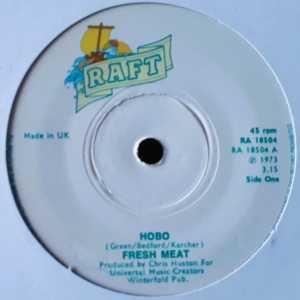 RAFT
Made in UK
45 rpm
RA 18504
RA 18504 A
℗ 1973
3.15
Side One
HOBO
(Green/Bedford/Karcher)
FRESH MEAT
Produced by Chris Huston For
Universal Music Creators
Winterfold Pub.